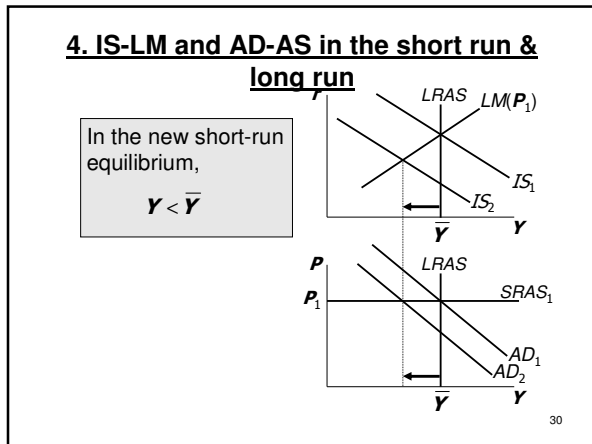 4. IS-LM and AD-AS in the short run &
long run
In the new short-run
equilibrium,
Y < Y̅
r
LRAS
LM(P₁)
IS₁
IS₂
Y̅
Y
P
LRAS
P₁
SRAS₁
AD₁
AD₂
Y̅
Y
30